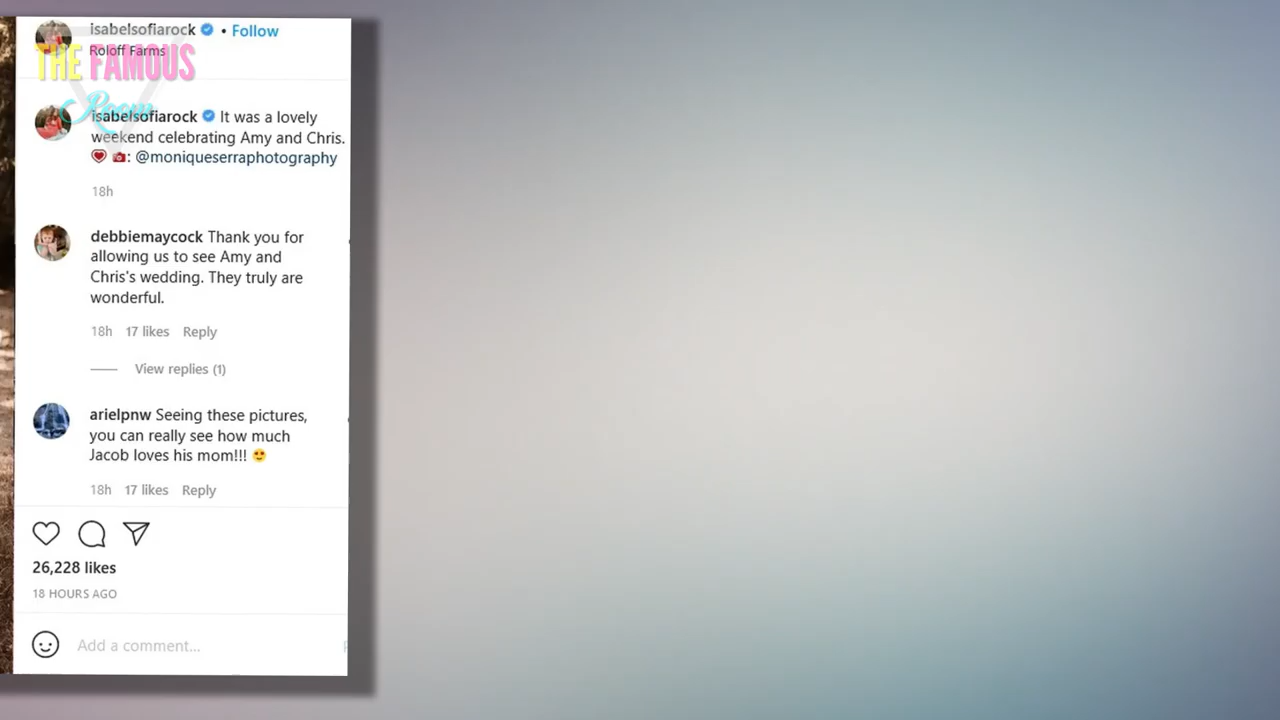 isabelsofiarock • Follow
Roloff Farms
THE FAMOUS
Room
isabelsofiarock It was a lovely
weekend celebrating Amy and Chris.
❤️ 📷: @moniqueserraphotography
18h
debbiemaycock Thank you for
allowing us to see Amy and
Chris's wedding. They truly are
wonderful.
18h 17 likes Reply
View replies (1)
arielpnw Seeing these pictures,
you can really see how much
Jacob loves his mom!!! 😍
18h 17 likes Reply
26,228 likes
18 HOURS AGO
Add a comment...